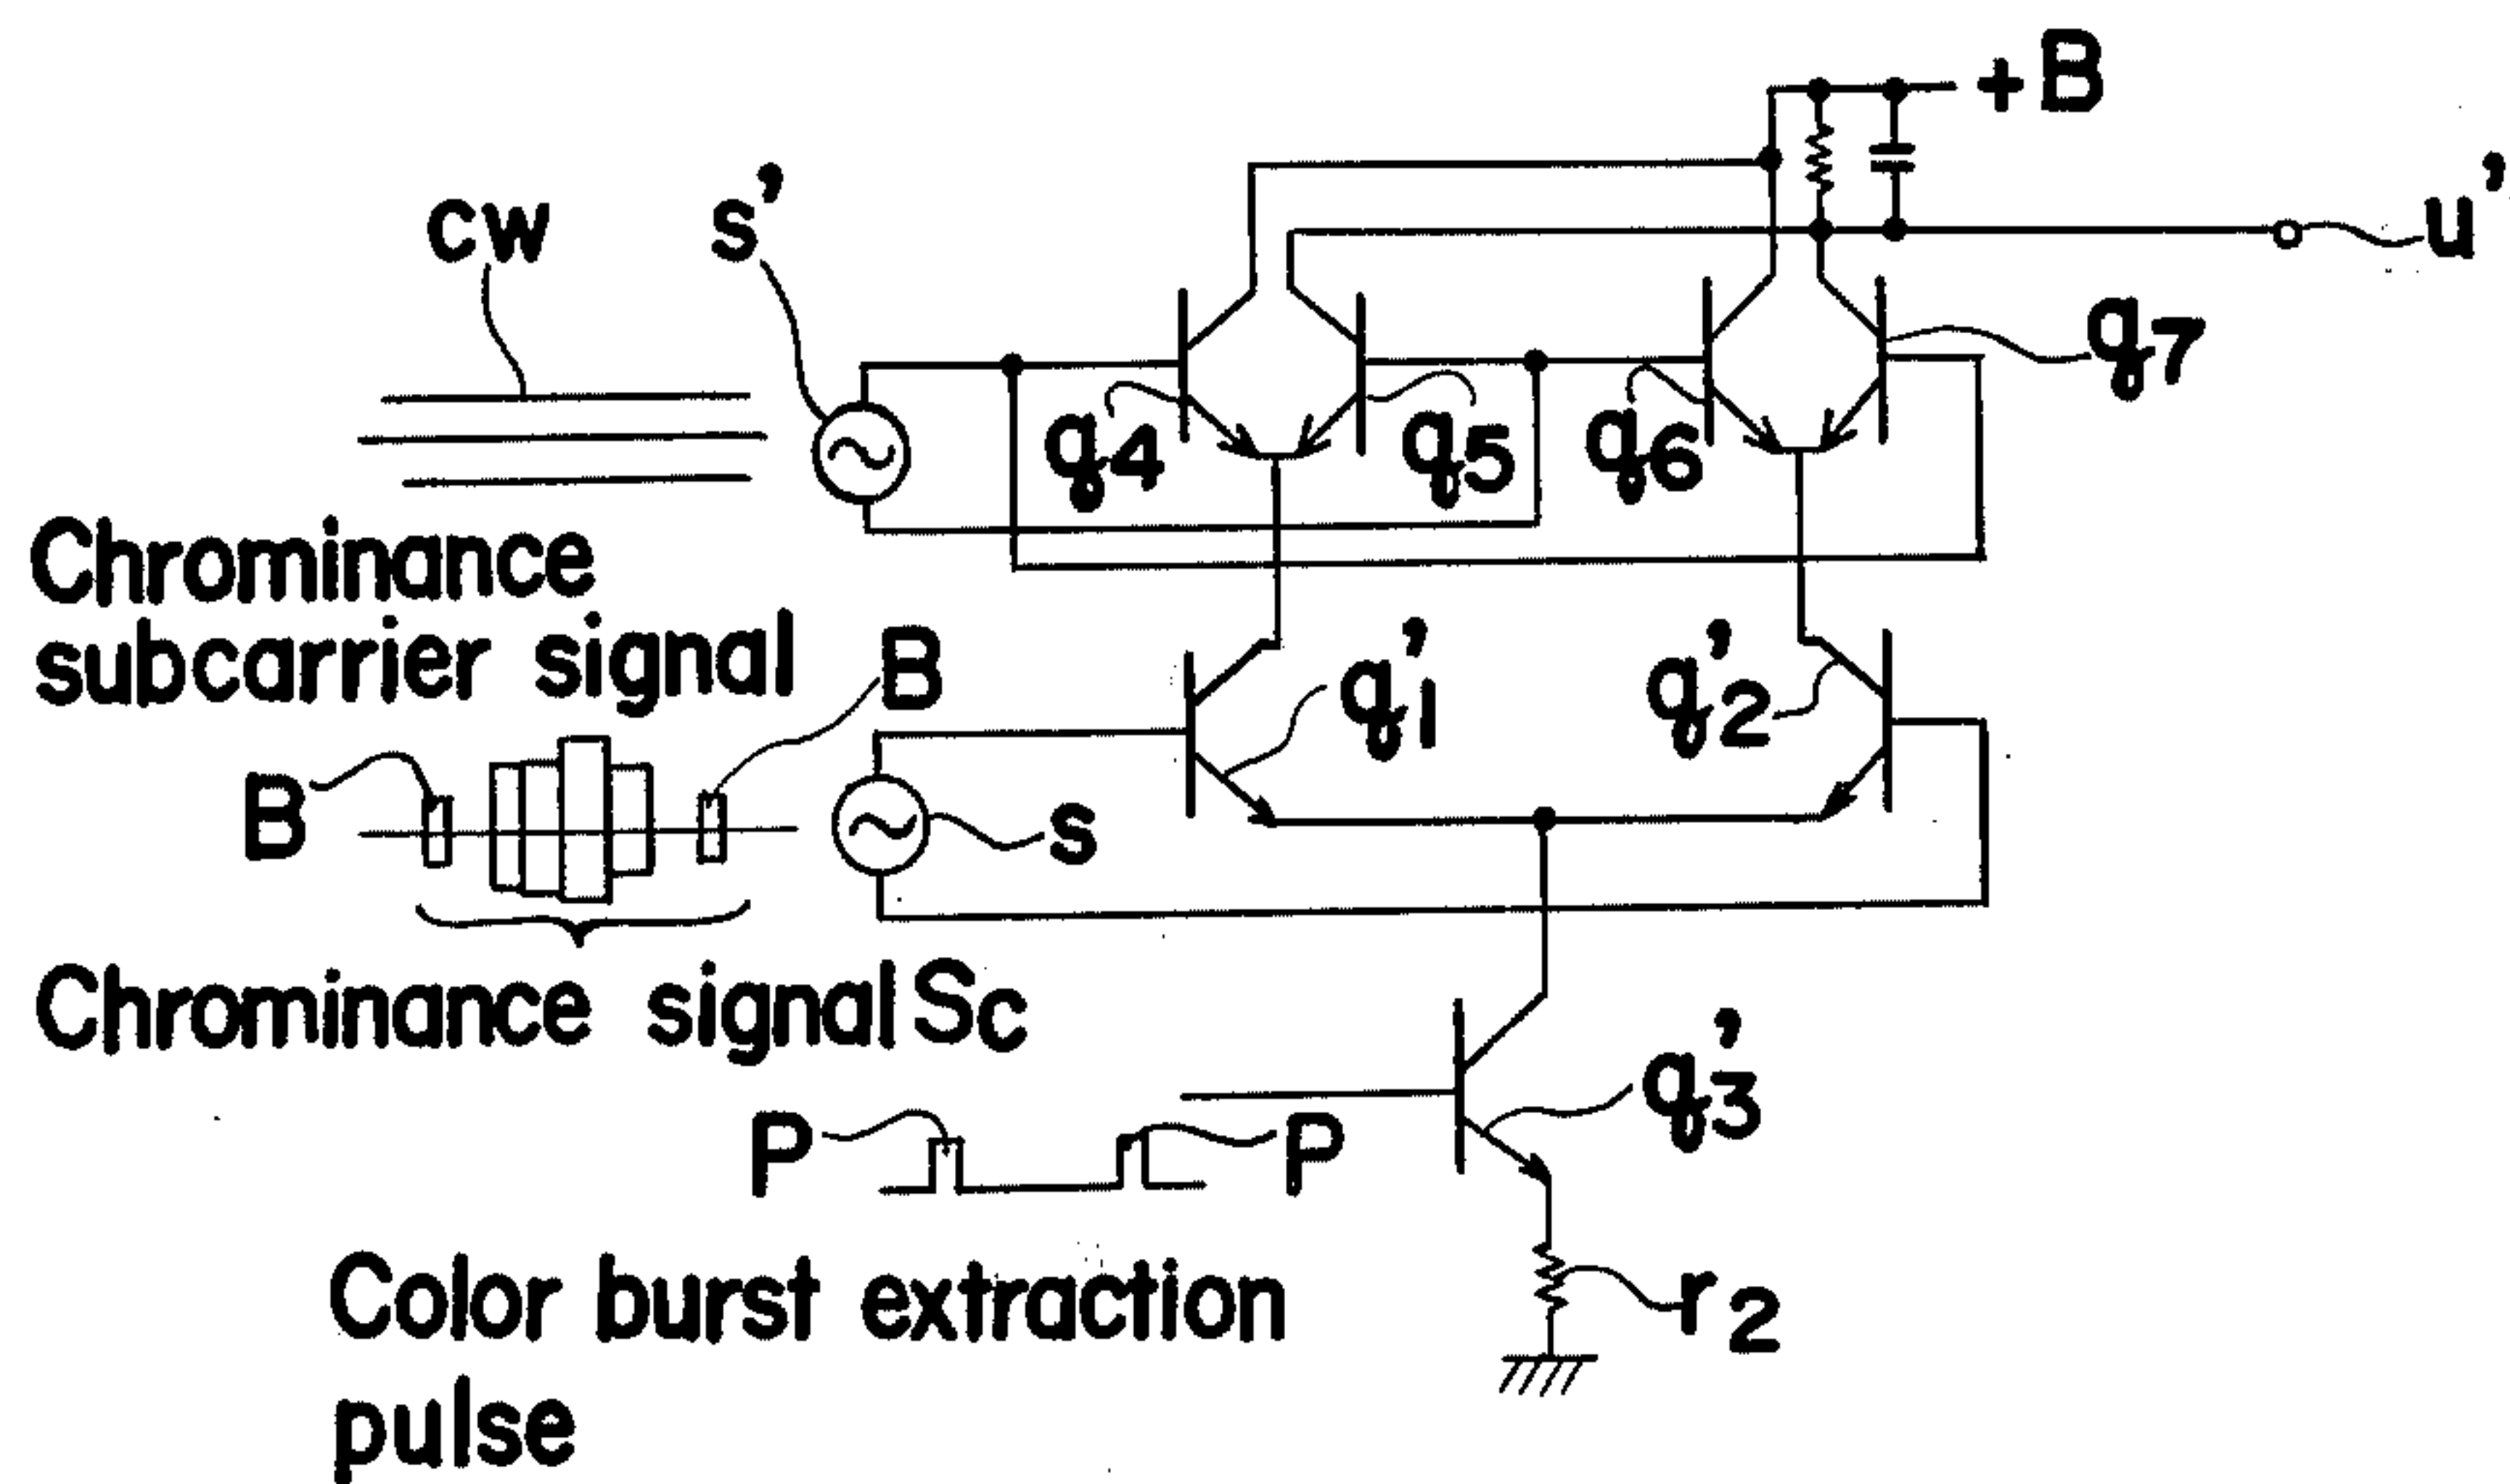 +B
u'
cw
s'
q7
q4
q5
q6
Chrominance
subcarrier signal
B
q'1
q'2
B
s
Chrominance signal Sc
q'3
P
P
Color burst extraction
pulse
r2